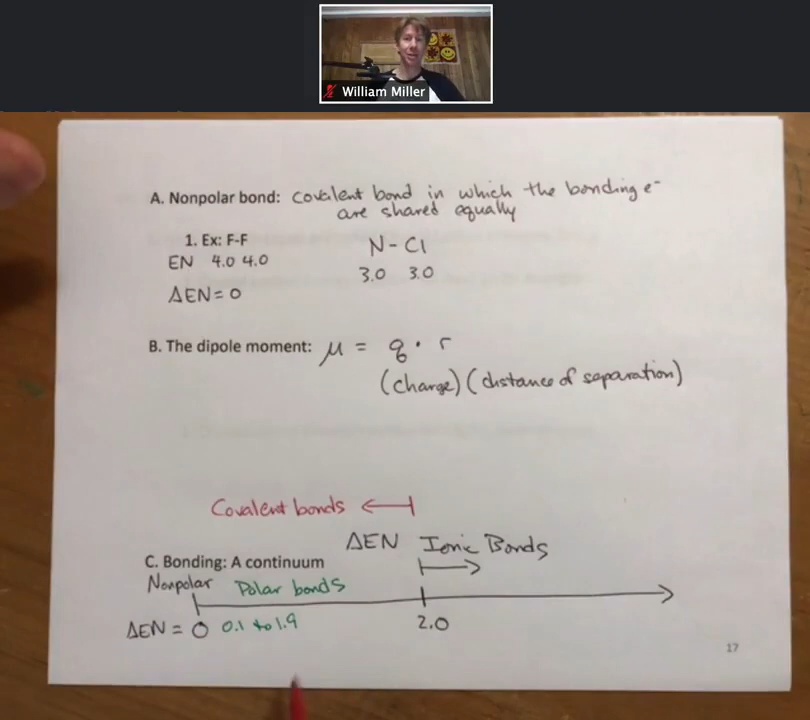 William Miller
A. Nonpolar bond: covalent bond in which the bonding e⁻
are shared equally
1. Ex: F-F N-Cl
EN 4.0 4.0 3.0 3.0
ΔEN = 0
B. The dipole moment: μ = q · r
(charge) (distance of separation)
Covalent bonds
ΔEN Ionic Bonds
C. Bonding: A continuum
Nonpolar Polar bonds
ΔEN = 0 0.1 to 1.9 2.0
17